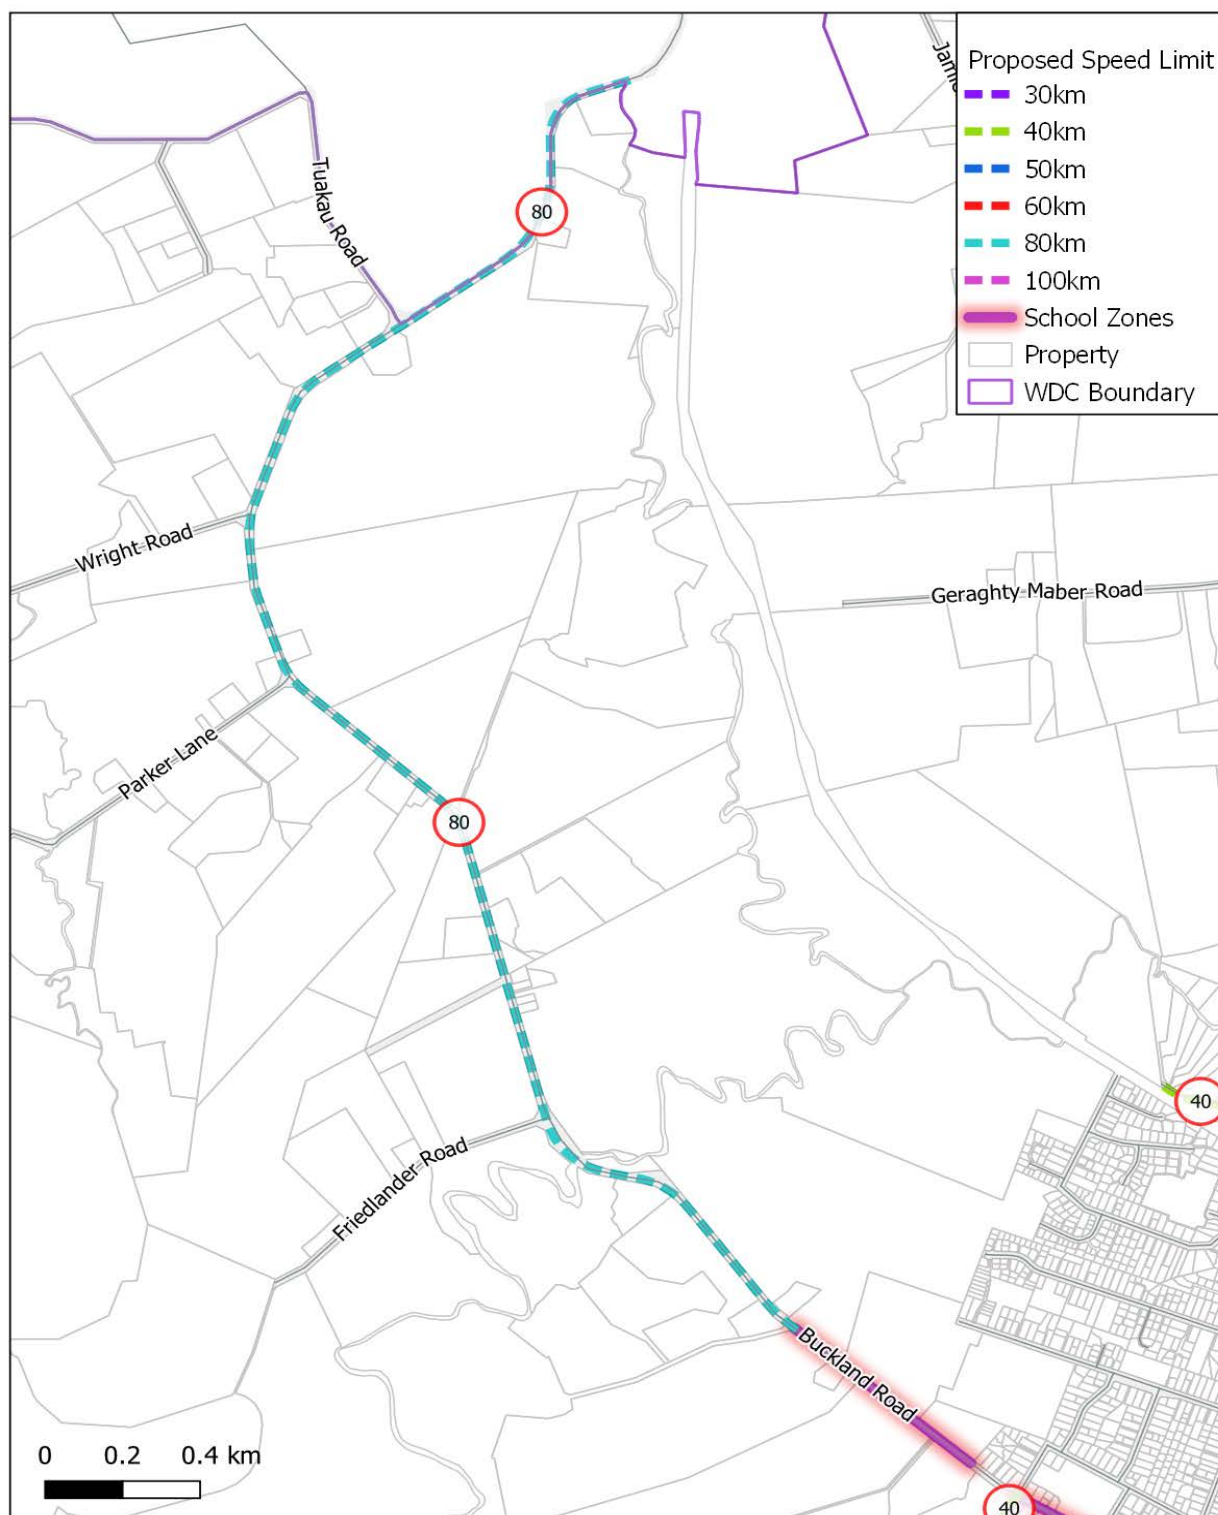 Proposed Speed Limit
30km
40km
50km
60km
80km
100km
School Zones
Property
WDC Boundary
Tuakau Road
80
Wright Road
Geraghty Maber Road
Parker Lane
80
40
Friedlander Road
Buckland Road
0 0.2 0.4 km
40